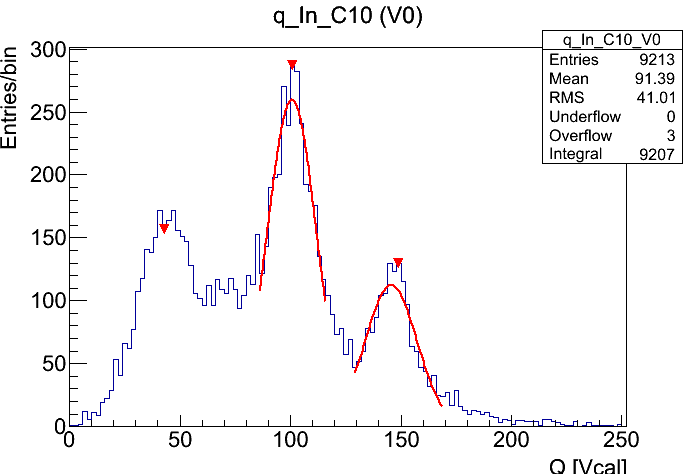 q_In_C10 (V0)
q_In_C10_V0
Entries 9213
Mean 91.39
RMS 41.01
Underflow 0
Overflow 3
Integral 9207
Entries/bin
300
250
200
150
100
50
0
0 50 100 150 200 250
Q [Vcal]